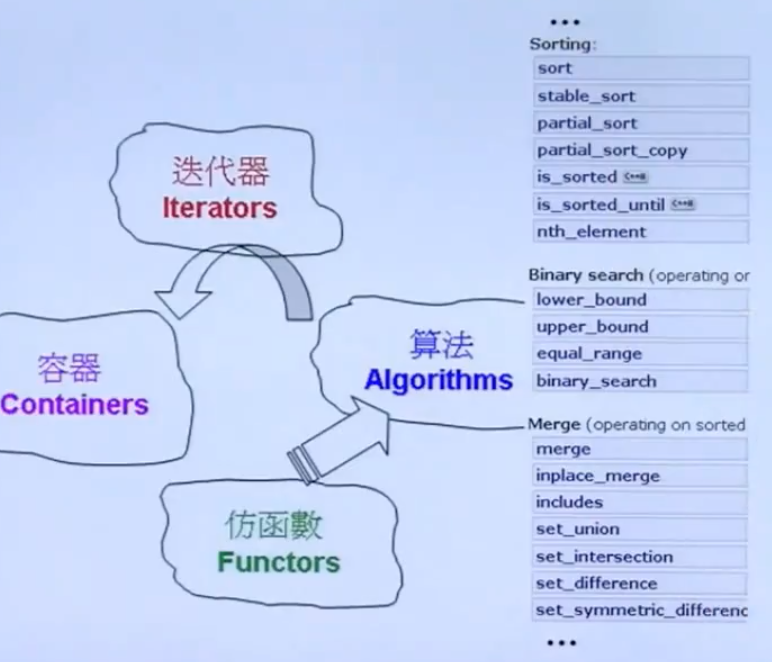 迭代器
Iterators
容器
Containers
算法
Algorithms
仿函數
Functors
•••
Sorting:
sort
stable_sort
partial_sort
partial_sort_copy
is_sorted C++11
is_sorted_until C++11
nth_element
Binary search (operating or
lower_bound
upper_bound
equal_range
binary_search
Merge (operating on sorted
merge
inplace_merge
includes
set_union
set_intersection
set_difference
set_symmetric_differenc
•••